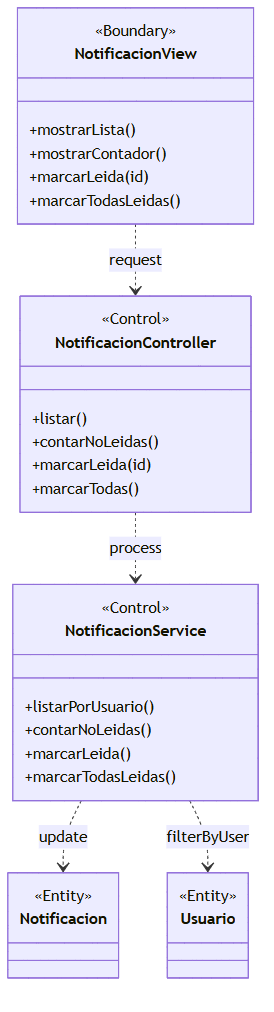 «Boundary»
NotificacionView
+mostrarLista()
+mostrarContador()
+marcarLeida(id)
+marcarTodasLeidas()
request
«Control»
NotificacionController
+listar()
+contarNoLeidas()
+marcarLeida(id)
+marcarTodas()
process
«Control»
NotificacionService
+listarPorUsuario()
+contarNoLeidas()
+marcarLeida()
+marcarTodasLeidas()
update
filterByUser
«Entity»
Notificacion
«Entity»
Usuario